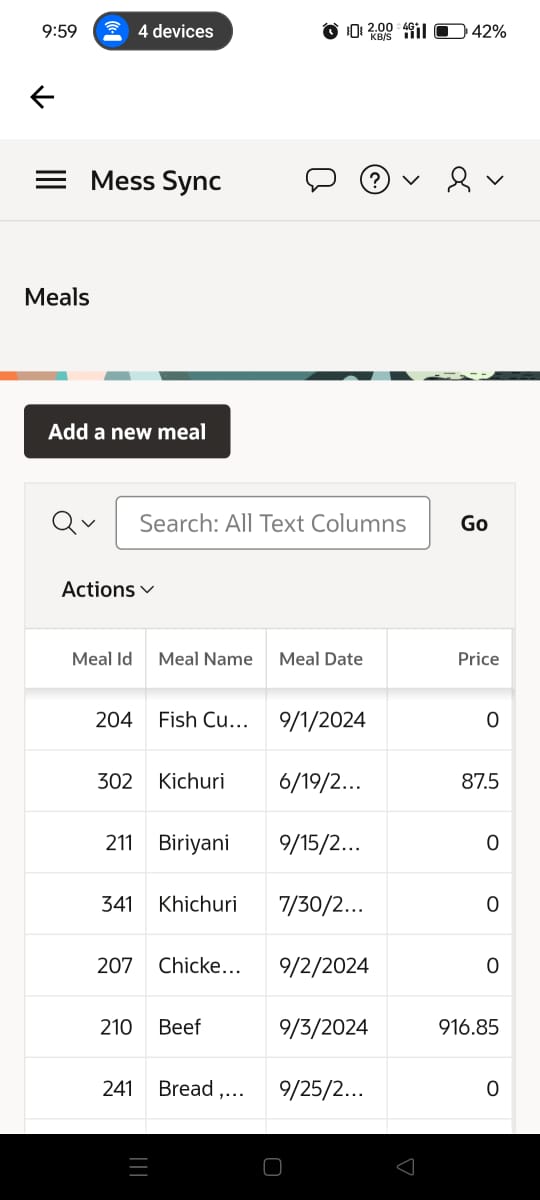 9:59 4 devices 2.00 KB/S 4G+ 42%
Mess Sync
Meals
Add a new meal
Search: All Text Columns Go
Actions
Meal Id Meal Name Meal Date Price
204 Fish Cu... 9/1/2024 0
302 Kichuri 6/19/2... 87.5
211 Biriyani 9/15/2... 0
341 Khichuri 7/30/2... 0
207 Chicke... 9/2/2024 0
210 Beef 9/3/2024 916.85
241 Bread ,... 9/25/2... 0